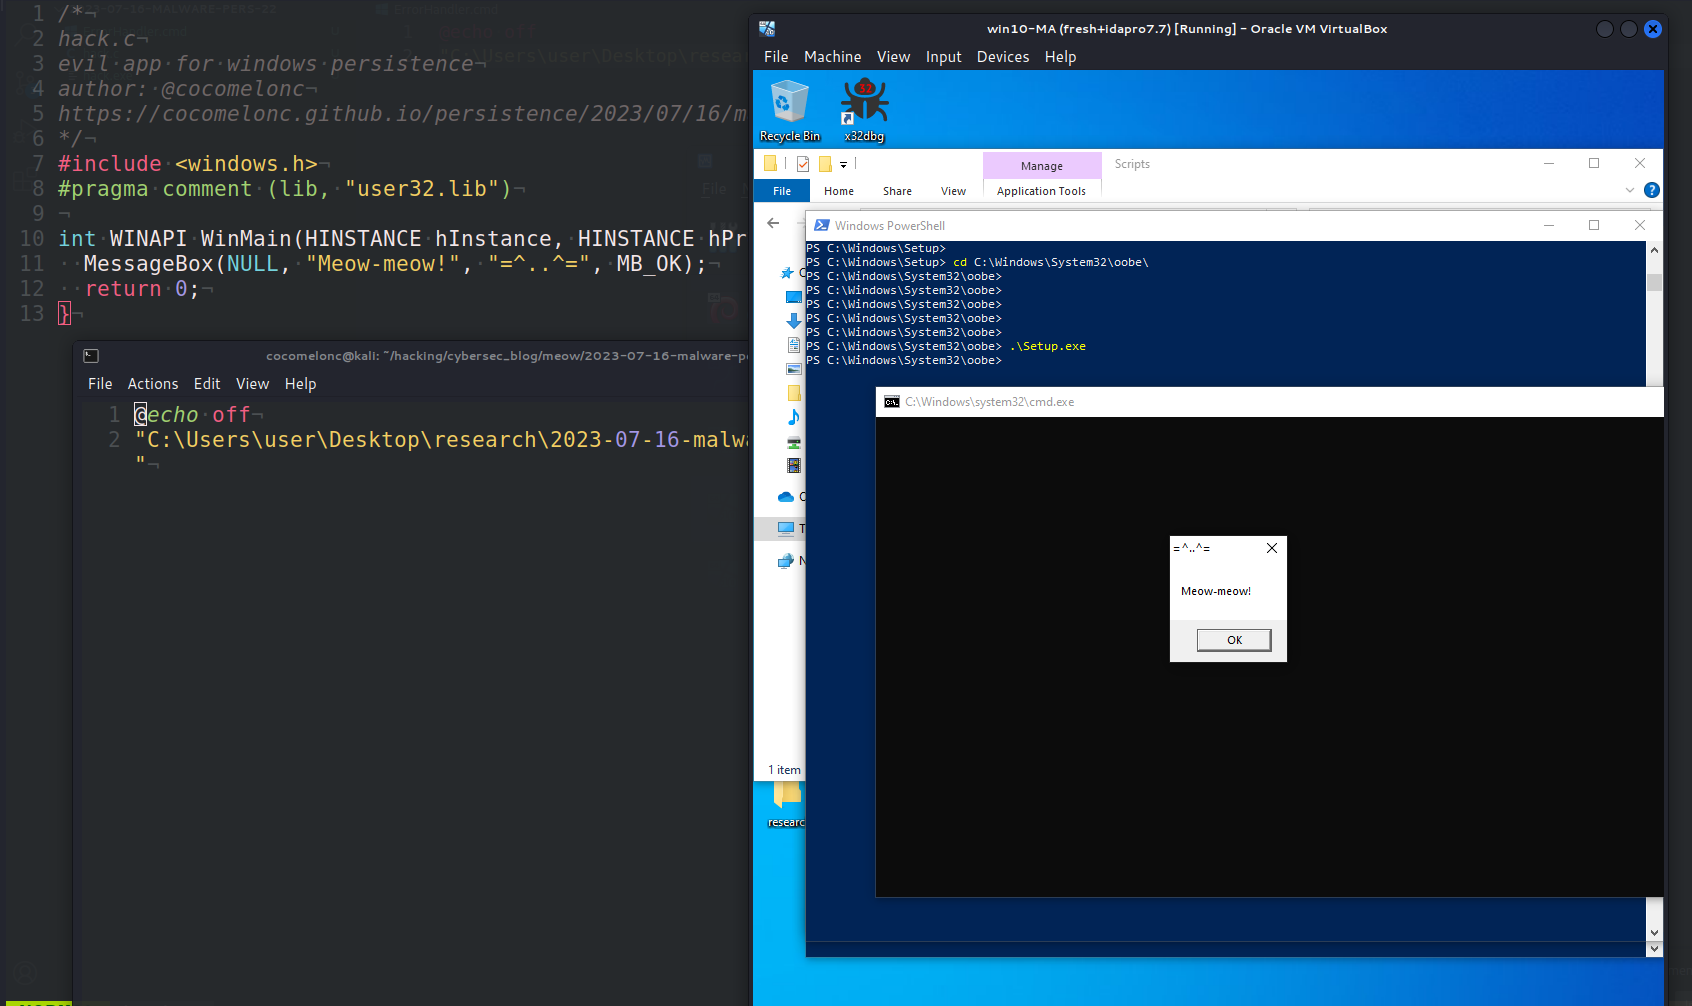 1 /*¬
2 hack.c¬
3 evil·app·for·windows·persistence¬
4 author:·@cocomelonc¬
5 https://cocomelonc.github.io/persistence/2023/07/16/m
6 */¬
7 #include·<windows.h>¬
8 #pragma·comment·(lib,·"user32.lib")¬
9 ¬
10 int·WINAPI·WinMain(HINSTANCE·hInstance,·HINSTANCE·hPr
11 ··MessageBox(NULL,·"Meow-meow!",·"=^..^=",·MB_OK);¬
12 ··return·0;¬
13 }¬
cocomelonc@kali: ~/hacking/cybersec_blog/meow/2023-07-16-malware-pe
File Actions Edit View Help
1 @echo·off¬
2 "C:\Users\user\Desktop\research\2023-07-16-malwa
"¬
win10-MA (fresh+idapro7.7) [Running] - Oracle VM VirtualBox
File Machine View Input Devices Help
Recycle Bin
32
x32dbg
Manage
Scripts
File Home Share View Application Tools
Windows PowerShell
PS C:\Windows\Setup>
PS C:\Windows\Setup> cd C:\Windows\System32\oobe\
PS C:\Windows\System32\oobe>
PS C:\Windows\System32\oobe>
PS C:\Windows\System32\oobe>
PS C:\Windows\System32\oobe>
PS C:\Windows\System32\oobe>
PS C:\Windows\System32\oobe> .\Setup.exe
PS C:\Windows\System32\oobe>
C:\Windows\system32\cmd.exe
=^..^=
Meow-meow!
OK
1 item
researc